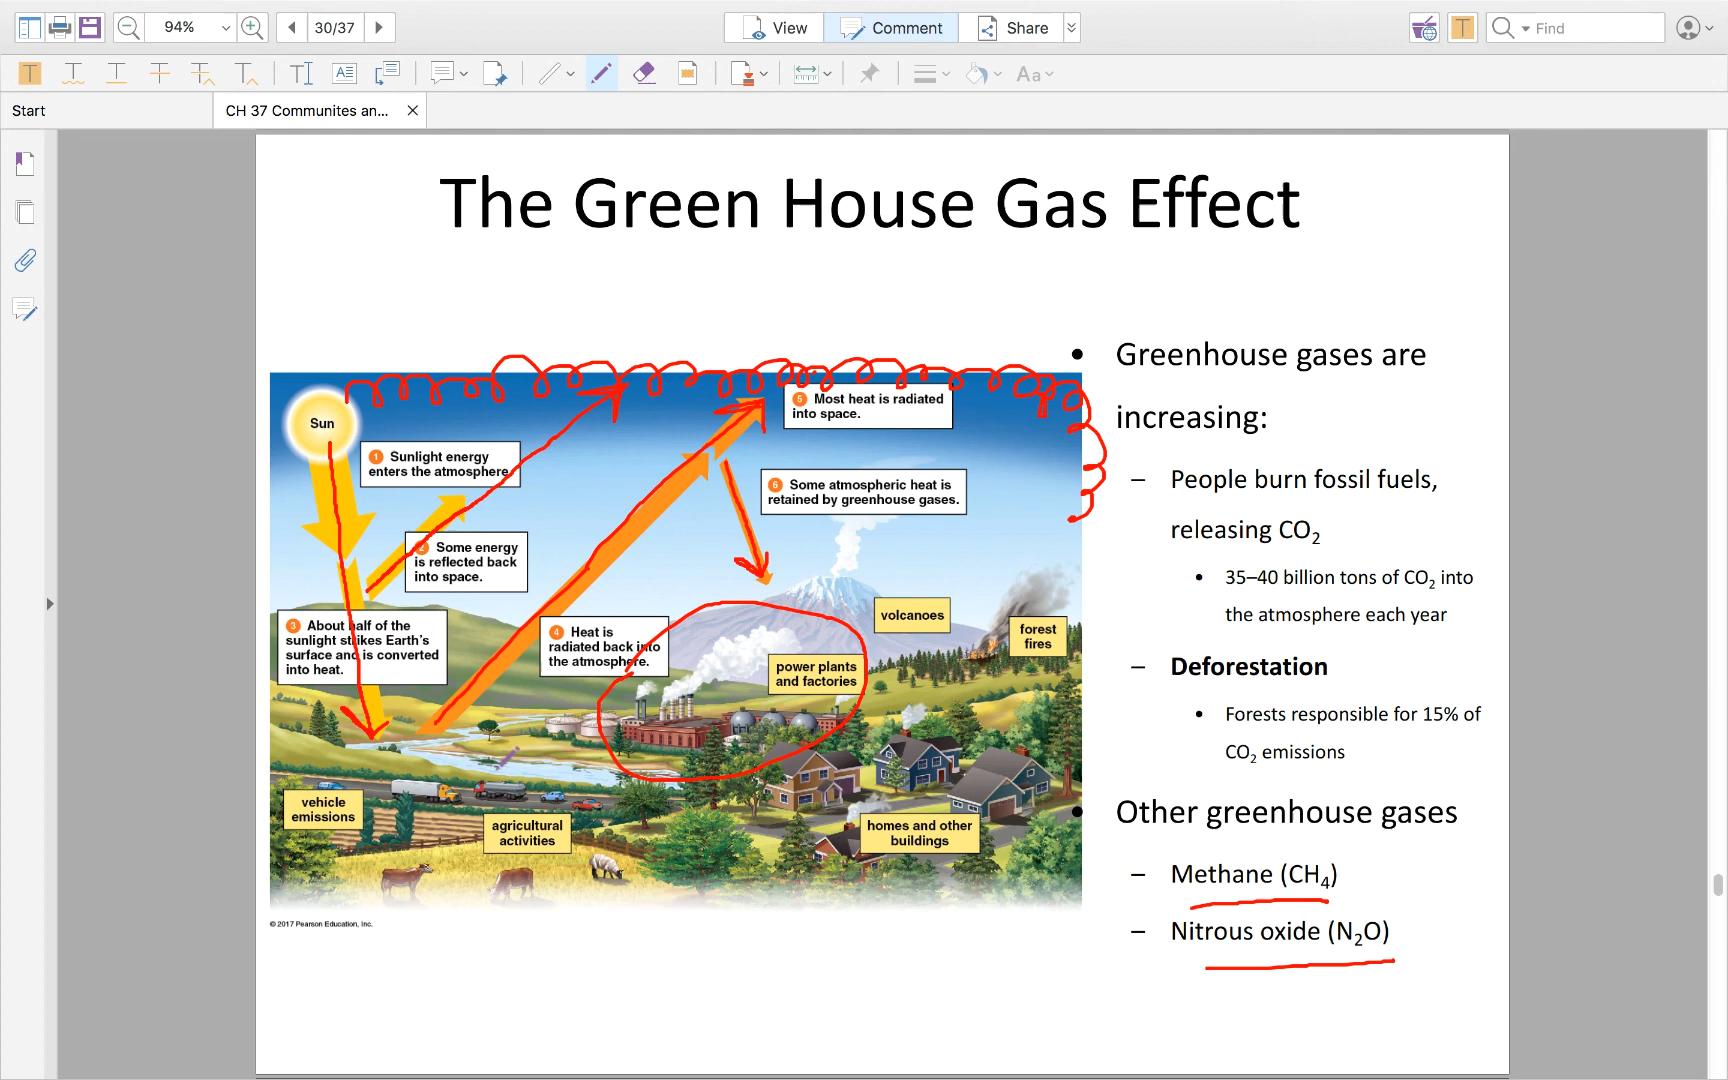 94%
30/37
View
Comment
Share
Find
Start
CH 37 Communites an...
The Green House Gas Effect
Sun
1 Sunlight energy
enters the atmosphere.
2 Some energy
is reflected back
into space.
3 About half of the
sunlight strikes Earth's
surface and is converted
into heat.
4 Heat is
radiated back into
the atmosphere.
5 Most heat is radiated
into space.
6 Some atmospheric heat is
retained by greenhouse gases.
volcanoes
forest
fires
power plants
and factories
vehicle
emissions
agricultural
activities
homes and other
buildings
© 2017 Pearson Education, Inc.
• Greenhouse gases are
increasing:
– People burn fossil fuels,
releasing CO₂
• 35–40 billion tons of CO₂ into
the atmosphere each year
– Deforestation
• Forests responsible for 15% of
CO₂ emissions
• Other greenhouse gases
– Methane (CH₄)
– Nitrous oxide (N₂O)